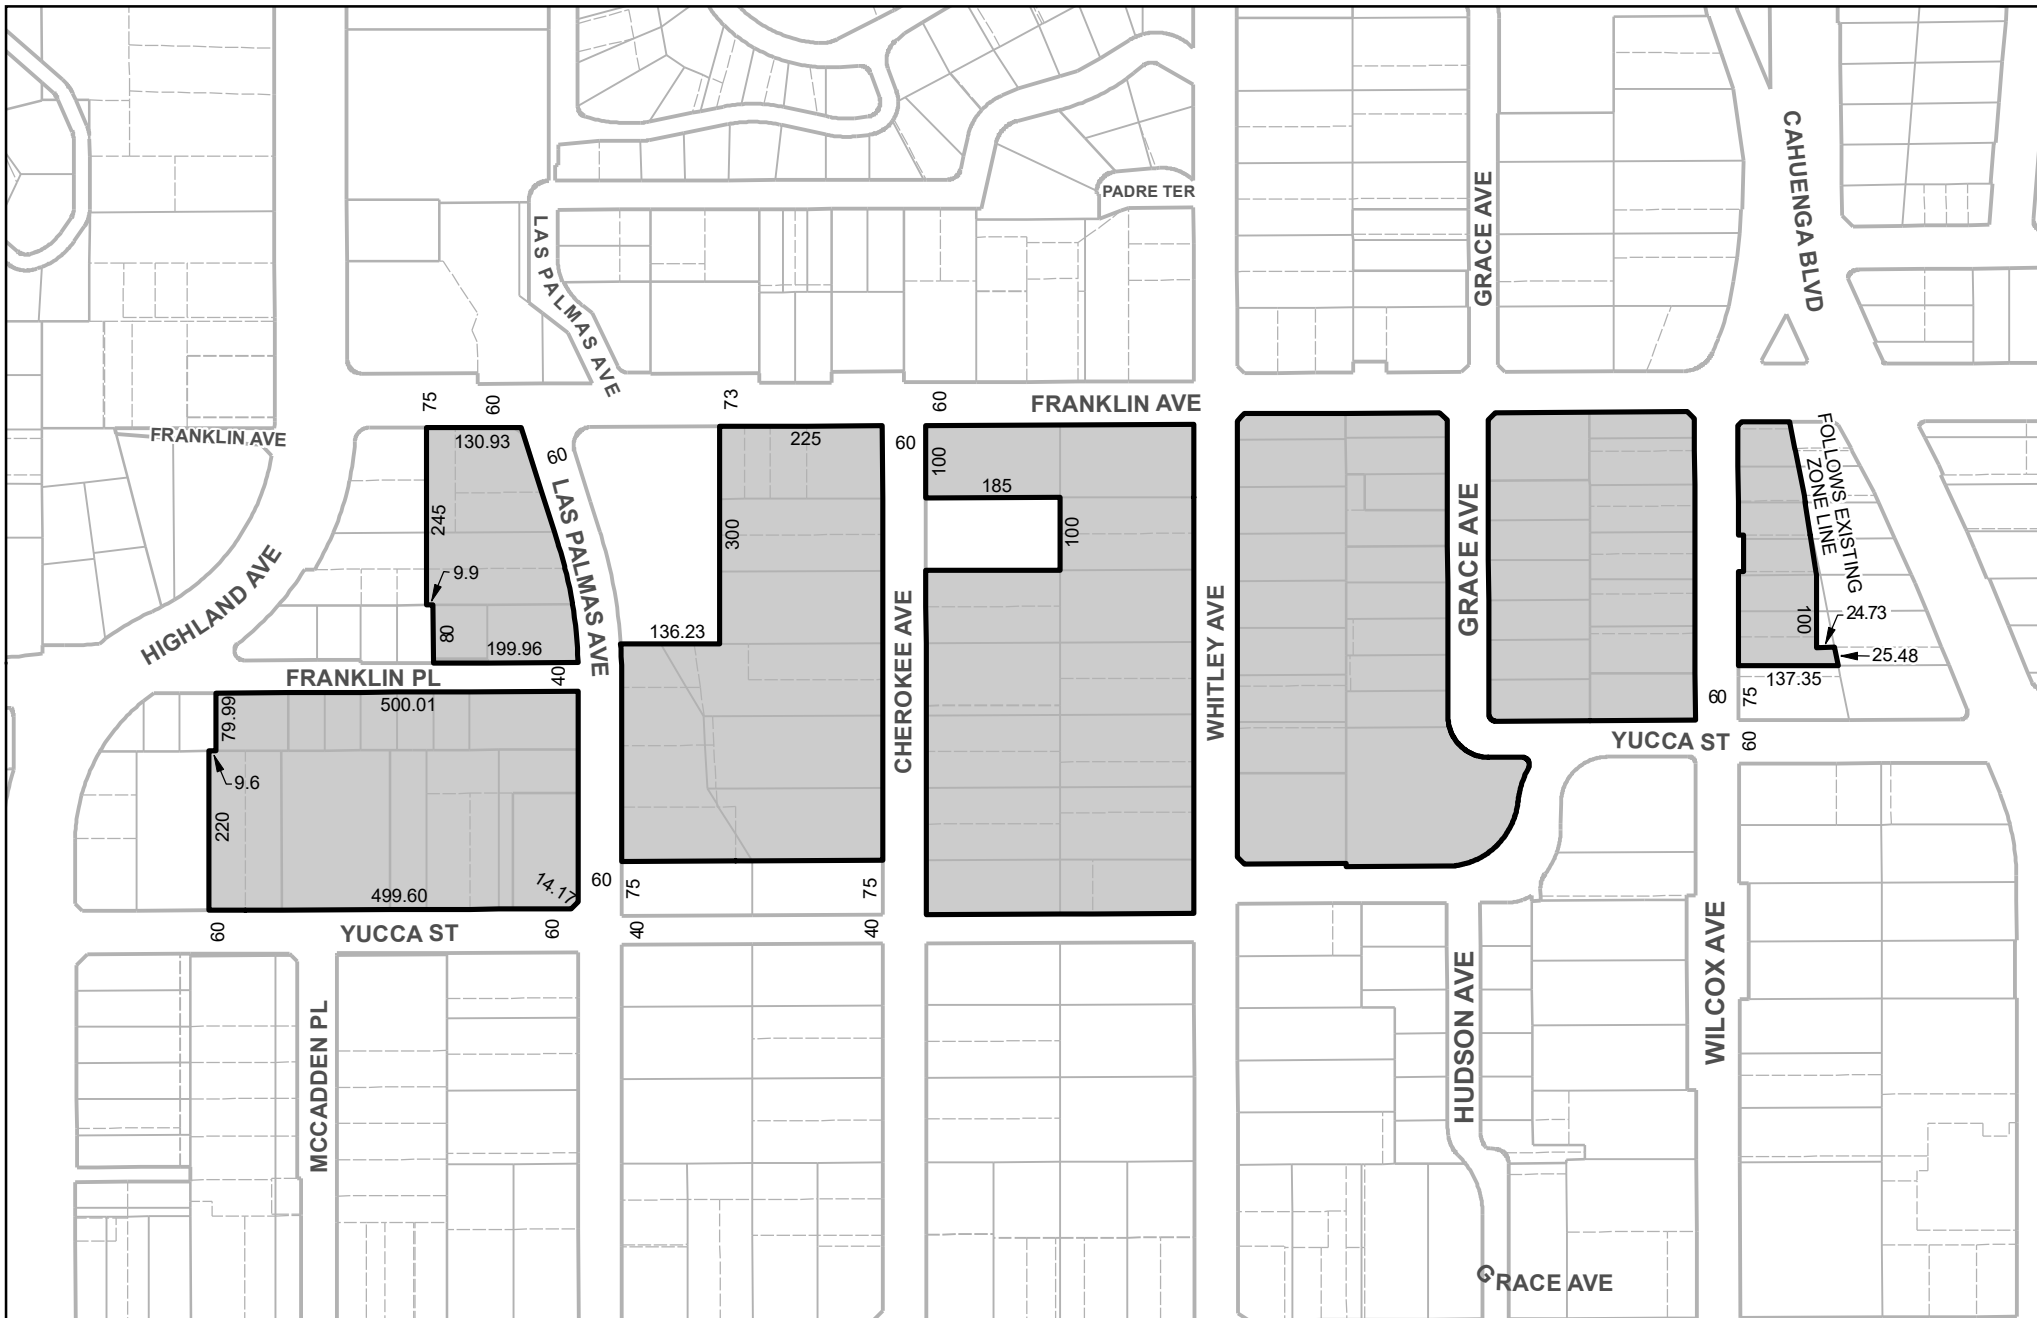 PADRE TER
GRACE AVE
CAHUENGA BLVD
LAS PALMAS AVE
75
60
73
60
FRANKLIN AVE
FRANKLIN AVE
130.93
60
225
60
100
185
100
FOLLOWS EXISTING
ZONE LINE
245
LAS PALMAS AVE
300
GRACE AVE
9.9
HIGHLAND AVE
80
199.96
136.23
CHEROKEE AVE
WHITLEY AVE
100
24.73
25.48
137.35
FRANKLIN PL
40
60
75
79.99
500.01
YUCCA ST
60
9.6
220
499.60
14.17
60
75
75
60
YUCCA ST
60
40
40
MCCADDEN PL
HUDSON AVE
WILCOX AVE
GRACE AVE